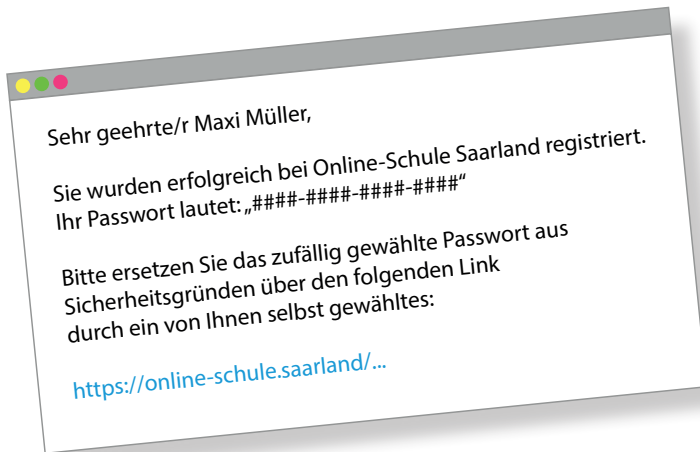 Sehr geehrte/r Maxi Müller,
Sie wurden erfolgreich bei Online-Schule Saarland registriert.
Ihr Passwort lautet: „####-####-####-####“
Bitte ersetzen Sie das zufällig gewählte Passwort aus
Sicherheitsgründen über den folgenden Link
durch ein von Ihnen selbst gewähltes:
https://online-schule.saarland/...